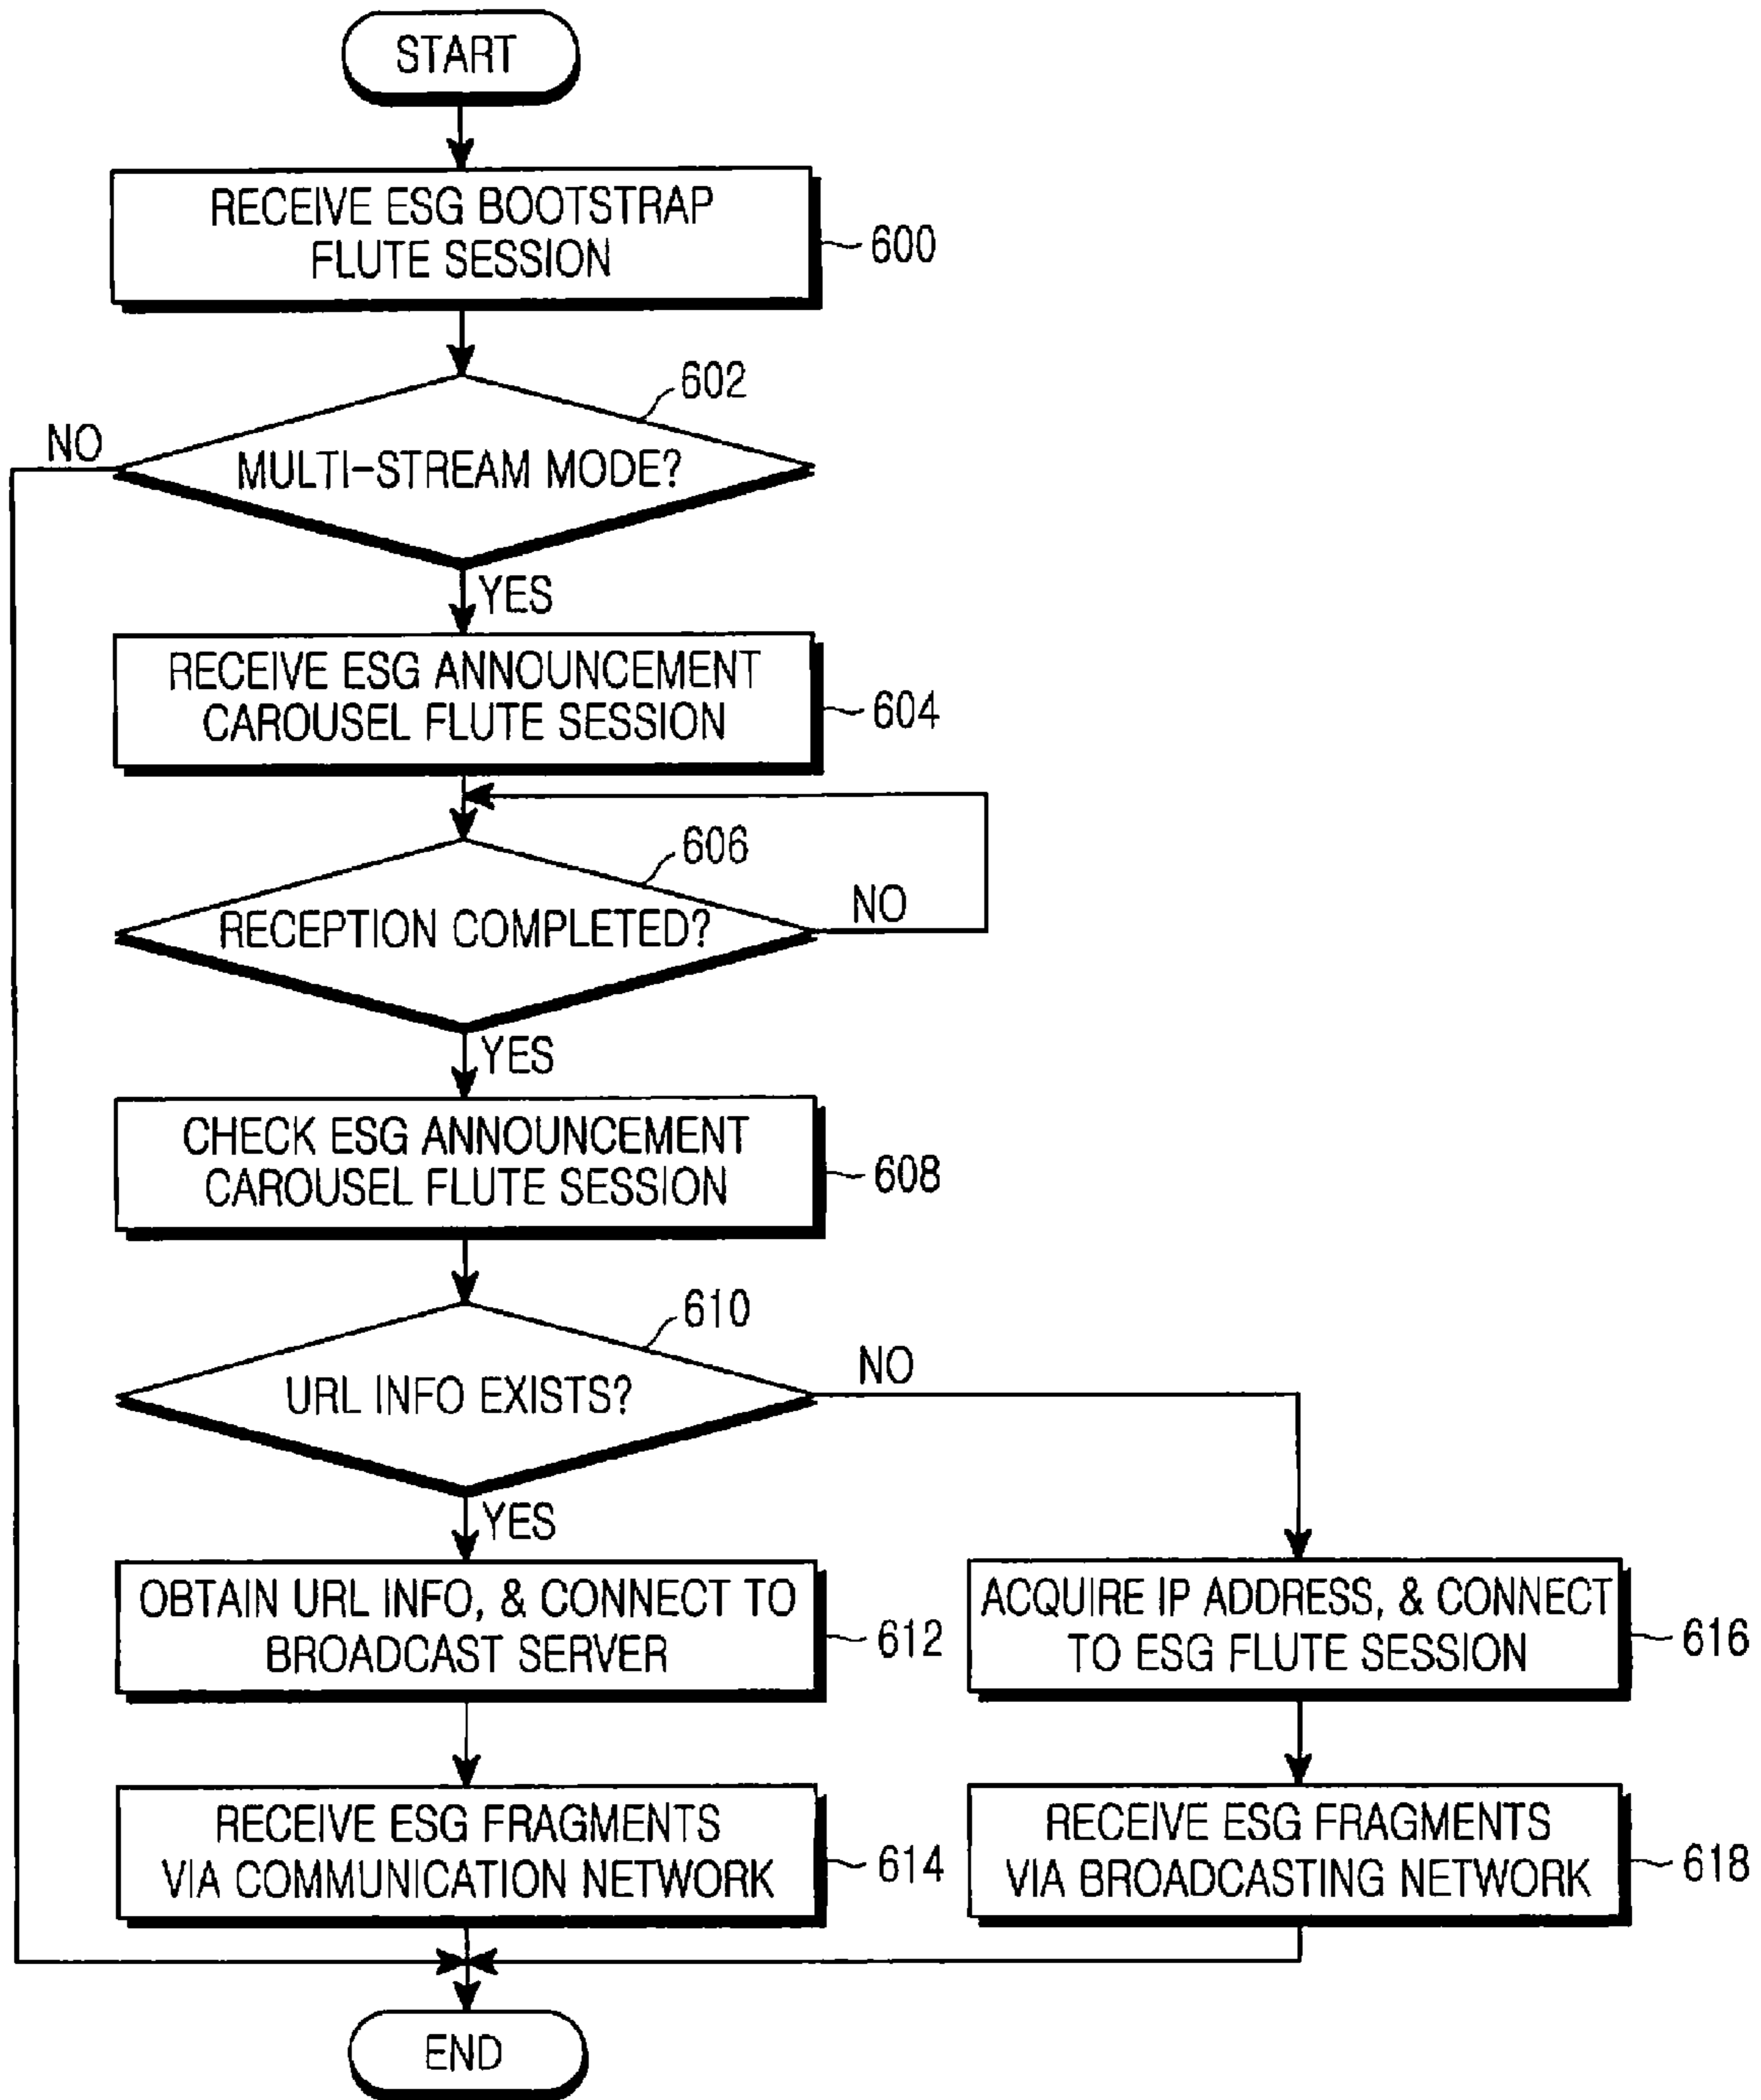 START
RECEIVE ESG BOOTSTRAP
FLUTE SESSION
600
602
NO
MULTI-STREAM MODE?
YES
RECEIVE ESG ANNOUNCEMENT
CAROUSEL FLUTE SESSION
604
606
RECEPTION COMPLETED?
NO
YES
CHECK ESG ANNOUNCEMENT
CAROUSEL FLUTE SESSION
608
610
URL INFO EXISTS?
NO
YES
OBTAIN URL INFO, & CONNECT TO
BROADCAST SERVER
612
ACQUIRE IP ADDRESS, & CONNECT
TO ESG FLUTE SESSION
616
RECEIVE ESG FRAGMENTS
VIA COMMUNICATION NETWORK
614
RECEIVE ESG FRAGMENTS
VIA BROADCASTING NETWORK
618
END